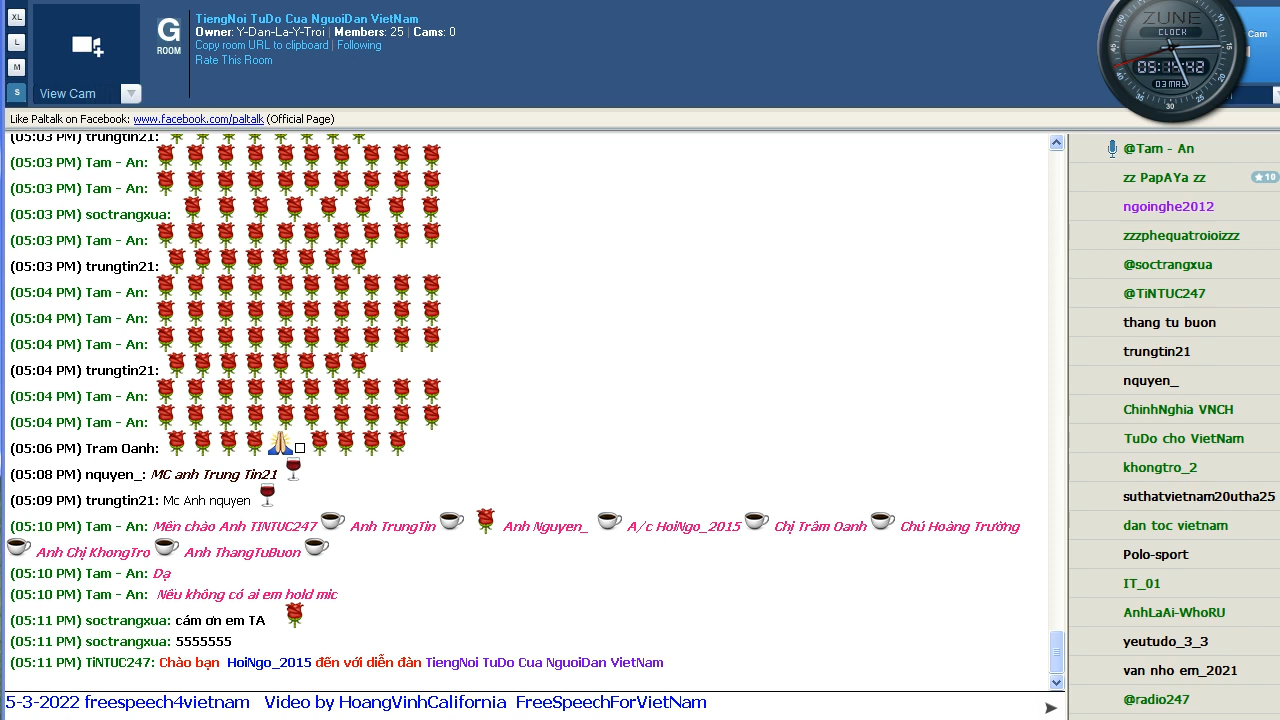 XL
L
M
S
View Cam
G
ROOM
TiengNoi TuDo Cua NguoiDan VietNam
Owner: Y-Dan-La-Y-Troi | Members: 25 | Cams: 0
Copy room URL to clipboard | Following
Rate This Room
ZUNE
CLOCK
05:14:42
03 MAY
Cam
Like Paltalk on Facebook: www.facebook.com/paltalk (Official Page)
(05:03 PM) trungtin21:
(05:03 PM) Tam - An:
(05:03 PM) Tam - An:
(05:03 PM) soctrangxua:
(05:03 PM) Tam - An:
(05:03 PM) trungtin21:
(05:04 PM) Tam - An:
(05:04 PM) Tam - An:
(05:04 PM) Tam - An:
(05:04 PM) trungtin21:
(05:04 PM) Tam - An:
(05:04 PM) Tam - An:
(05:06 PM) Tram Oanh:
(05:08 PM) nquyen_: MC anh Trung Tin21
(05:09 PM) trungtin21: Mc Anh nquyen
(05:10 PM) Tam - An: Mến chào Anh TINTUC247 Anh TrungTin Anh Nguyen_ A/c HoiNgo_2015 Chị Trâm Oanh Chú Hoàng Trường
Anh Chị KhongTro Anh ThangTuBuon
(05:10 PM) Tam - An: Dạ
(05:10 PM) Tam - An: Nếu không có ai em hold mic
(05:11 PM) soctrangxua: cám ơn em TA
(05:11 PM) soctrangxua: 5555555
(05:11 PM) TiNTUC247: Chào bạn HoiNgo_2015 đến với diễn đàn TiengNoi TuDo Cua NguoiDan VietNam
5-3-2022 freespeech4vietnam Video by HoangVinhCalifornia FreeSpeechForVietNam
@Tam - An
zz PapAYa zz
10
ngoinghe2012
zzzphequatroioizzz
@soctrangxua
@TiNTUC247
thang tu buon
trungtin21
nquyen_
ChinhNghia VNCH
TuDo cho VietNam
khongtro_2
suthatvietnam20utha25
dan toc vietnam
Polo-sport
IT_01
AnhLaAi-WhoRU
yeutudo_3_3
van nho em_2021
@radio247